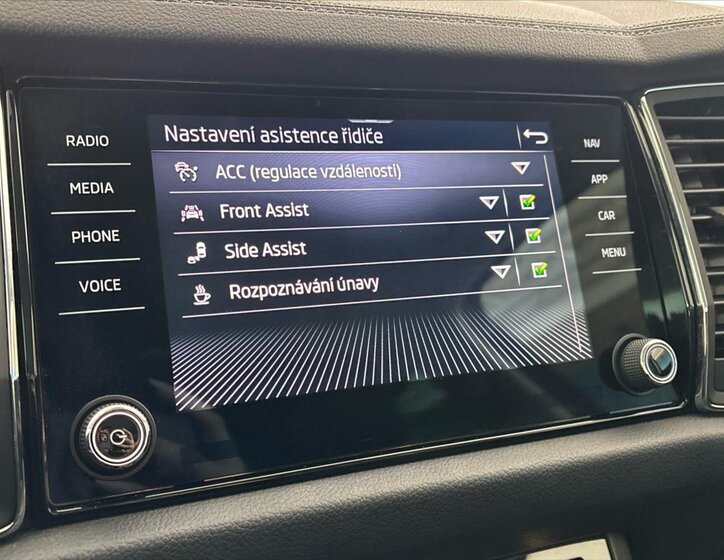 Nastavení asistence řidiče
ACC (regulace vzdálenosti)
Front Assist
Side Assist
Rozpoznávání únavy
RADIO
MEDIA
PHONE
VOICE
NAV
APP
CAR
MENU